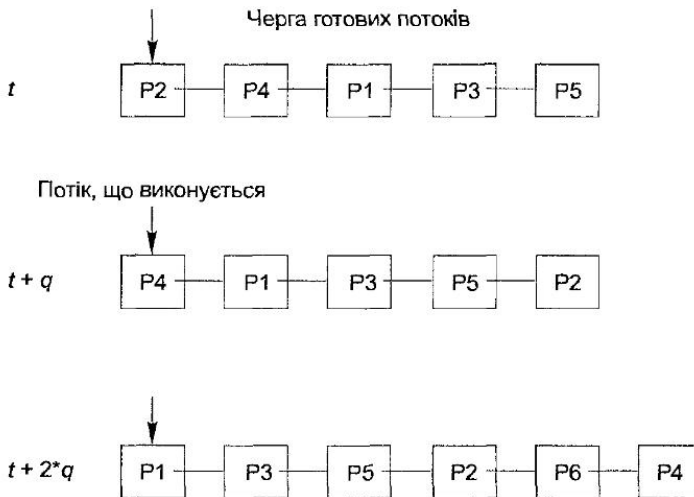 Черга готових потоків
t P2 P4 P1 P3 P5
Потік, що виконується
t + q P4 P1 P3 P5 P2
t + 2*q P1 P3 P5 P2 P6 P4